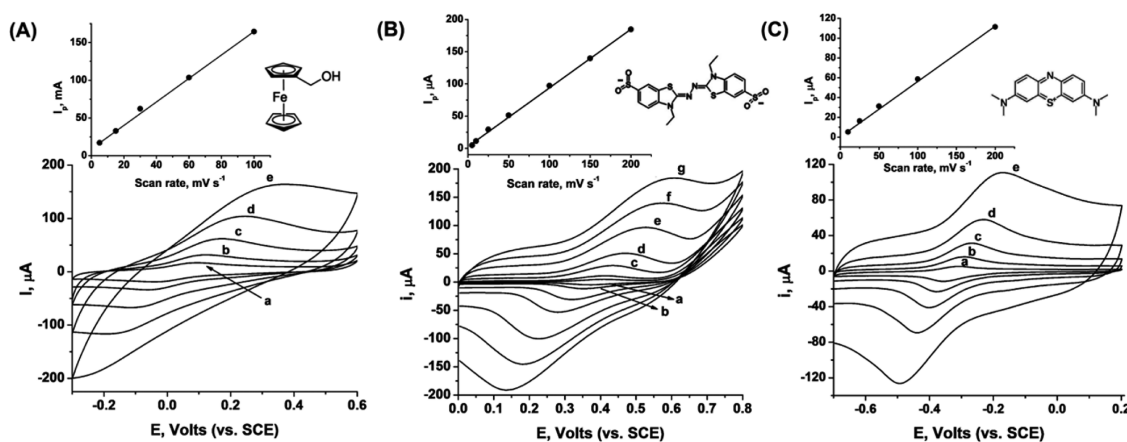 (A)
I_p, mA
150
100
50
0
0 20 40 60 80 100
Scan rate, mV s⁻¹
OH
Fe
I, µA
200
100
0
-100
-200
e
d
c
b
a
-0.2 0.0 0.2 0.4 0.6
E, Volts (vs. SCE)
(B)
I_p, µA
200
150
100
50
0
0 50 100 150 200
Scan rate, mV s⁻¹
O
S
O
−
S
N
N
N
N
S
S
O
O
−
i, µA
200
150
100
50
0
-50
-100
-150
-200
g
f
e
d
c
a
b
0.0 0.1 0.2 0.3 0.4 0.5 0.6 0.7 0.8
E, Volts (vs. SCE)
(C)
I_p, µA
120
100
80
60
40
20
0
0 50 100 150 200
Scan rate, mV s⁻¹
N
N S+ N
i, µA
120
80
40
0
-40
-80
-120
e
d
c
b
a
-0.6 -0.4 -0.2 0.0 0.2
E, Volts (vs. SCE)